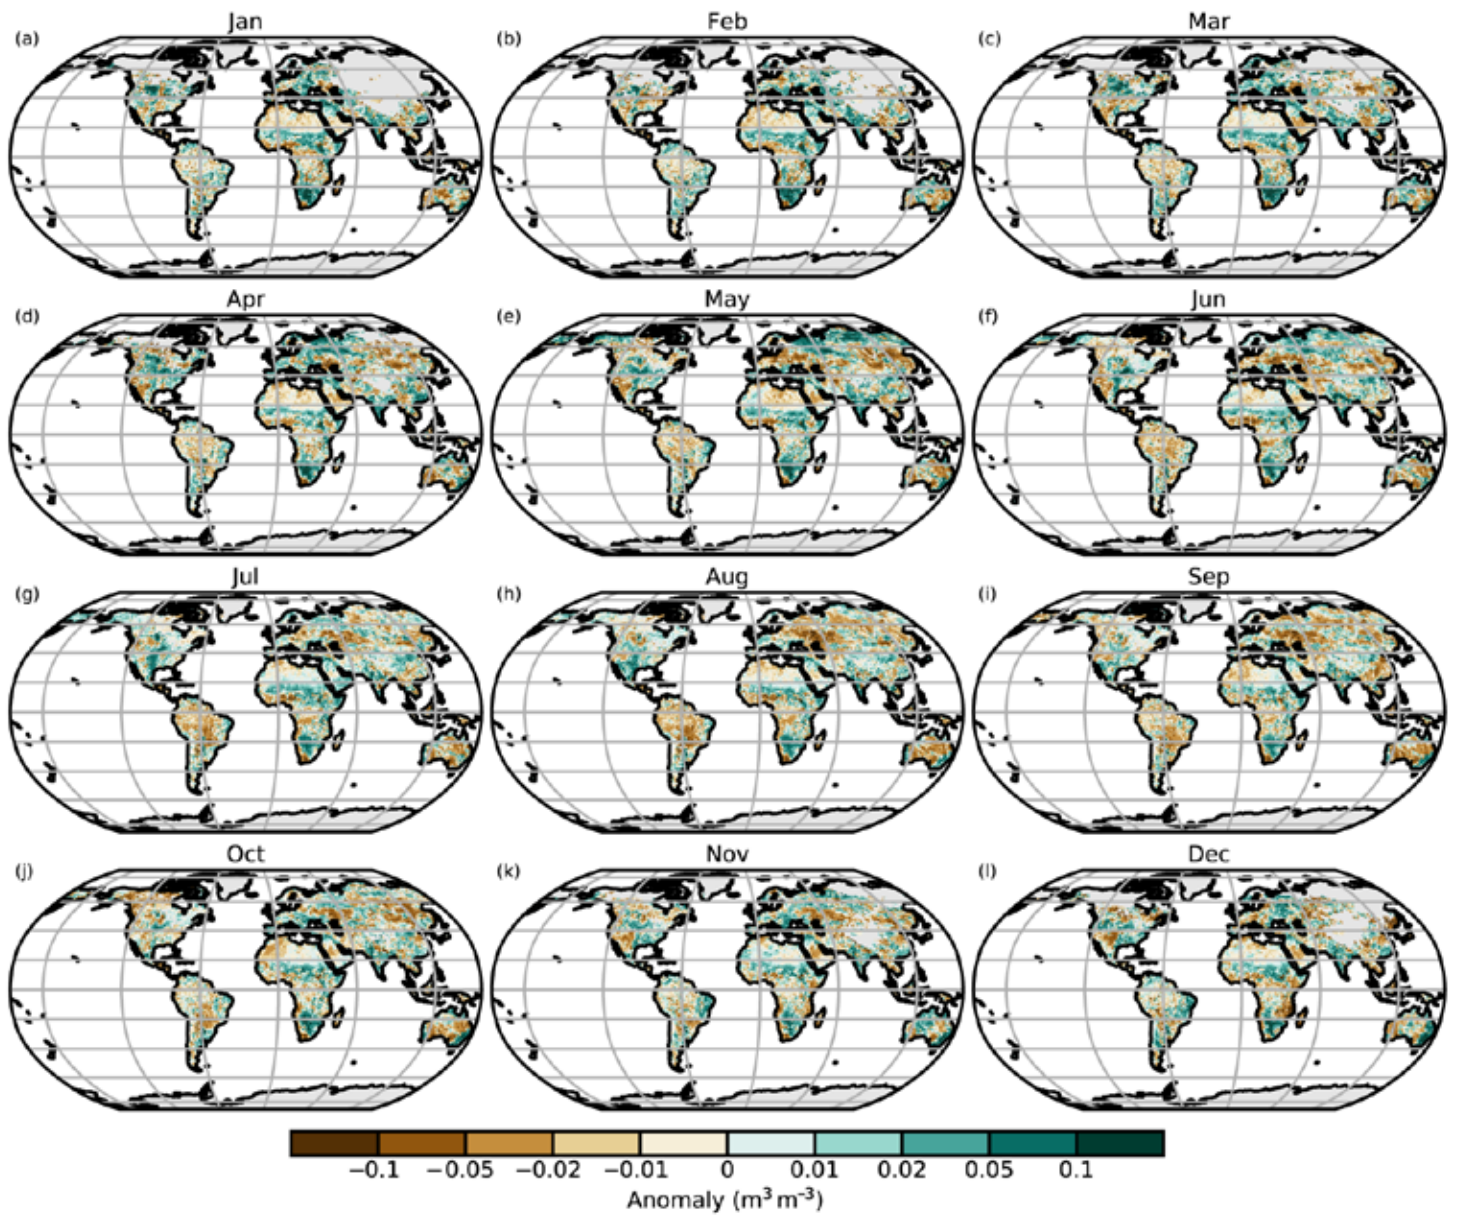 Jan Feb Mar
(a) (b) (c)
Apr May Jun
(d) (e) (f)
Jul Aug Sep
(g) (h) (i)
Oct Nov Dec
(j) (k) (l)
−0.1 −0.05 −0.02 −0.01 0 0.01 0.02 0.05 0.1
Anomaly (m³ m⁻³)